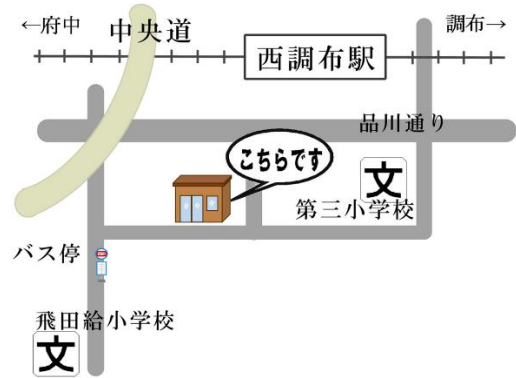 ←府中
中央道
調布→
西調布駅
品川通り
こちらです
文
第三小学校
バス停
飛田給小学校
文